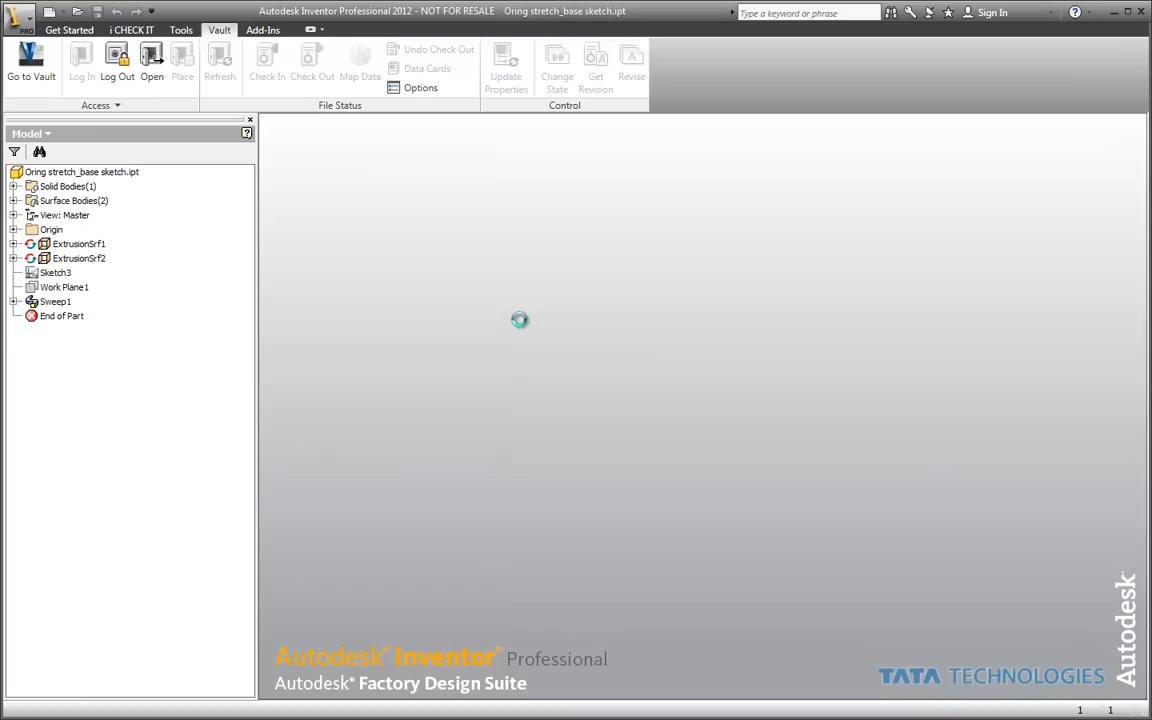 Autodesk Inventor Professional 2012 - NOT FOR RESALE Oring stretch_base sketch.ipt
Type a keyword or phrase
Sign In
PRO
Get Started
i CHECK IT
Tools
Vault
Add-Ins
Go to Vault
Log In
Log Out
Open
Place
Refresh
Check In
Check Out
Map Data
Undo Check Out
Data Cards
Options
Update Properties
Change State
Get Revision
Revise
Access
File Status
Control
Model
Oring stretch_base sketch.ipt
Solid Bodies(1)
Surface Bodies(2)
View: Master
Origin
ExtrusionSrf1
ExtrusionSrf2
Sketch3
Work Plane1
Sweep1
End of Part
Autodesk® Inventor™ Professional
Autodesk® Factory Design Suite
TATA TECHNOLOGIES
Autodesk®
1 1